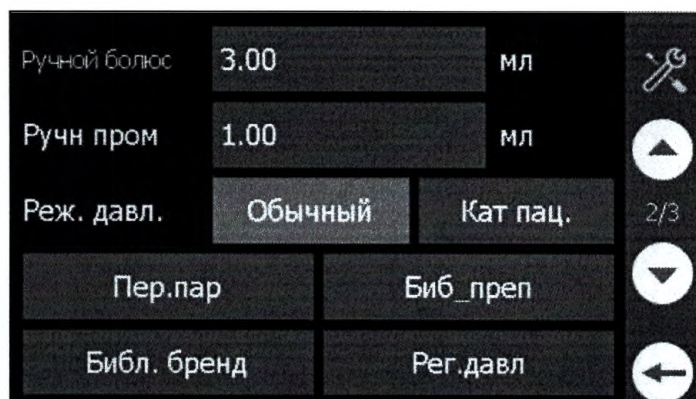 Ручной болюс 3.00 мл
Ручн пром 1.00 мл
Реж. давл. Обычный Кат пац. 2/3
Пер.пар Биб_преп
Библ. бренд Рег.давл